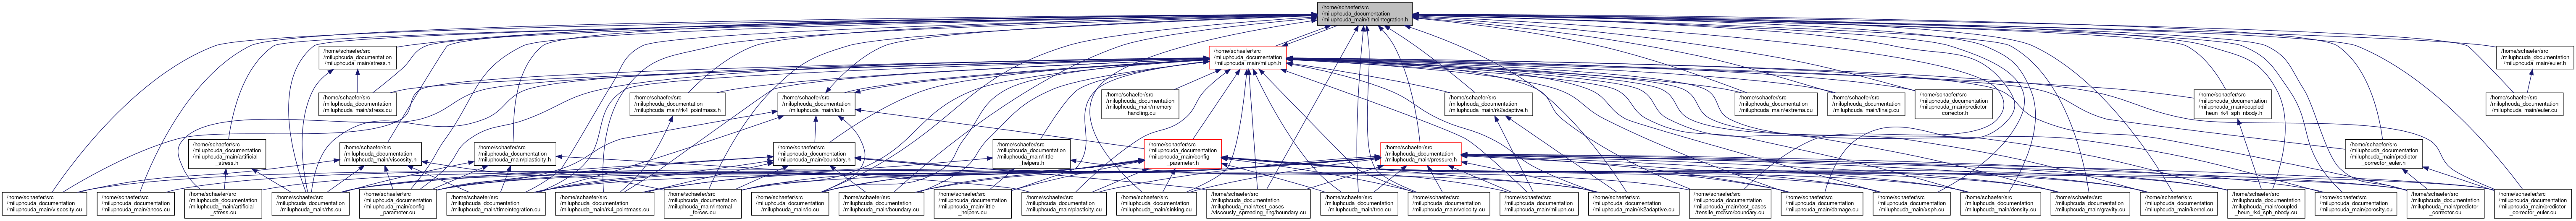 /home/schaefer/src
/miluphcuda_documentation
/miluphcuda_main/timeintegration.h
/home/schaefer/src
/miluphcuda_documentation
/miluphcuda_main/stress.h
/home/schaefer/src
/miluphcuda_documentation
/miluphcuda_main/miluph.h
/home/schaefer/src
/miluphcuda_documentation
/miluphcuda_main/euler.h
/home/schaefer/src
/miluphcuda_documentation
/miluphcuda_main/stress.cu
/home/schaefer/src
/miluphcuda_documentation
/miluphcuda_main/rk4_pointmass.h
/home/schaefer/src
/miluphcuda_documentation
/miluphcuda_main/io.h
/home/schaefer/src
/miluphcuda_documentation
/miluphcuda_main/memory
_handling.cu
/home/schaefer/src
/miluphcuda_documentation
/miluphcuda_main/rk2adaptive.h
/home/schaefer/src
/miluphcuda_documentation
/miluphcuda_main/extrema.cu
/home/schaefer/src
/miluphcuda_documentation
/miluphcuda_main/linalg.cu
/home/schaefer/src
/miluphcuda_documentation
/miluphcuda_main/predictor
_corrector.h
/home/schaefer/src
/miluphcuda_documentation
/miluphcuda_main/coupled
_heun_rk4_sph_nbody.h
/home/schaefer/src
/miluphcuda_documentation
/miluphcuda_main/euler.cu
/home/schaefer/src
/miluphcuda_documentation
/miluphcuda_main/artificial
_stress.h
/home/schaefer/src
/miluphcuda_documentation
/miluphcuda_main/viscosity.h
/home/schaefer/src
/miluphcuda_documentation
/miluphcuda_main/plasticity.h
/home/schaefer/src
/miluphcuda_documentation
/miluphcuda_main/boundary.h
/home/schaefer/src
/miluphcuda_documentation
/miluphcuda_main/little
_helpers.h
/home/schaefer/src
/miluphcuda_documentation
/miluphcuda_main/config
_parameter.h
/home/schaefer/src
/miluphcuda_documentation
/miluphcuda_main/pressure.h
/home/schaefer/src
/miluphcuda_documentation
/miluphcuda_main/predictor
_corrector_euler.h
/home/schaefer/src
/miluphcuda_documentation
/miluphcuda_main/viscosity.cu
/home/schaefer/src
/miluphcuda_documentation
/miluphcuda_main/aneos.cu
/home/schaefer/src
/miluphcuda_documentation
/miluphcuda_main/artificial
_stress.cu
/home/schaefer/src
/miluphcuda_documentation
/miluphcuda_main/rhs.cu
/home/schaefer/src
/miluphcuda_documentation
/miluphcuda_main/config
_parameter.cu
/home/schaefer/src
/miluphcuda_documentation
/miluphcuda_main/timeintegration.cu
/home/schaefer/src
/miluphcuda_documentation
/miluphcuda_main/rk4_pointmass.cu
/home/schaefer/src
/miluphcuda_documentation
/miluphcuda_main/internal
_forces.cu
/home/schaefer/src
/miluphcuda_documentation
/miluphcuda_main/io.cu
/home/schaefer/src
/miluphcuda_documentation
/miluphcuda_main/boundary.cu
/home/schaefer/src
/miluphcuda_documentation
/miluphcuda_main/little
_helpers.cu
/home/schaefer/src
/miluphcuda_documentation
/miluphcuda_main/plasticity.cu
/home/schaefer/src
/miluphcuda_documentation
/miluphcuda_main/sinking.cu
/home/schaefer/src
/miluphcuda_documentation
/miluphcuda_main/test_cases
/viscously_spreading_ring/boundary.cu
/home/schaefer/src
/miluphcuda_documentation
/miluphcuda_main/tree.cu
/home/schaefer/src
/miluphcuda_documentation
/miluphcuda_main/velocity.cu
/home/schaefer/src
/miluphcuda_documentation
/miluphcuda_main/miluph.cu
/home/schaefer/src
/miluphcuda_documentation
/miluphcuda_main/rk2adaptive.cu
/home/schaefer/src
/miluphcuda_documentation
/miluphcuda_main/test_cases
/tensile_rod/src/boundary.cu
/home/schaefer/src
/miluphcuda_documentation
/miluphcuda_main/damage.cu
/home/schaefer/src
/miluphcuda_documentation
/miluphcuda_main/xsph.cu
/home/schaefer/src
/miluphcuda_documentation
/miluphcuda_main/density.cu
/home/schaefer/src
/miluphcuda_documentation
/miluphcuda_main/gravity.cu
/home/schaefer/src
/miluphcuda_documentation
/miluphcuda_main/kernel.cu
/home/schaefer/src
/miluphcuda_documentation
/miluphcuda_main/coupled
_heun_rk4_sph_nbody.cu
/home/schaefer/src
/miluphcuda_documentation
/miluphcuda_main/porosity.cu
/home/schaefer/src
/miluphcuda_documentation
/miluphcuda_main/predictor
_corrector.cu
/home/schaefer/src
/miluphcuda_documentation
/miluphcuda_main/predictor
_corrector_euler.cu